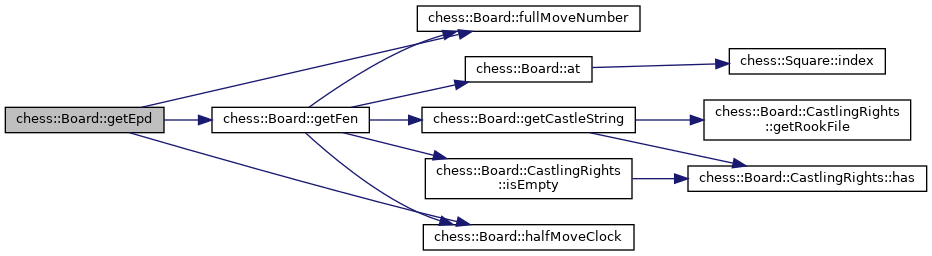 chess::Board::getEpd
chess::Board::getFen
chess::Board::fullMoveNumber
chess::Board::at
chess::Board::getCastleString
chess::Board::CastlingRights
::isEmpty
chess::Board::halfMoveClock
chess::Square::index
chess::Board::CastlingRights
::getRookFile
chess::Board::CastlingRights::has